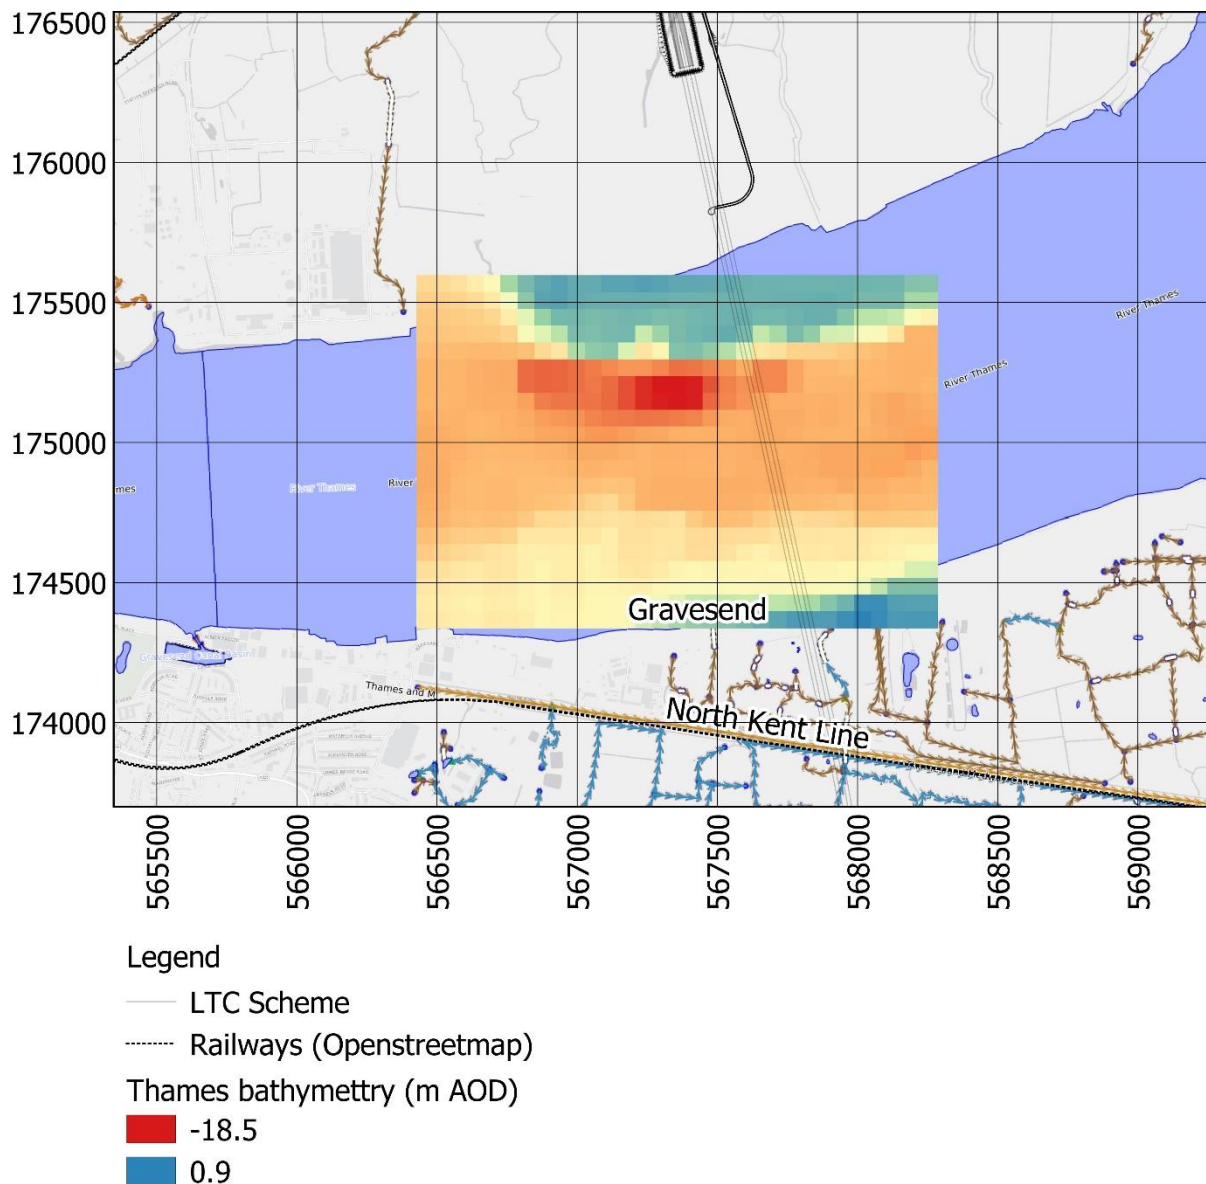 176500
176000
175500
175000
174500
174000
River Thames
River Thames
mes
River Thames
River
Gravesend
Thames and M
North Kent Line
565500
566000
566500
567000
567500
568000
568500
569000
Legend
LTC Scheme
Railways (Openstreetmap)
Thames bathymettry (m AOD)
-18.5
0.9